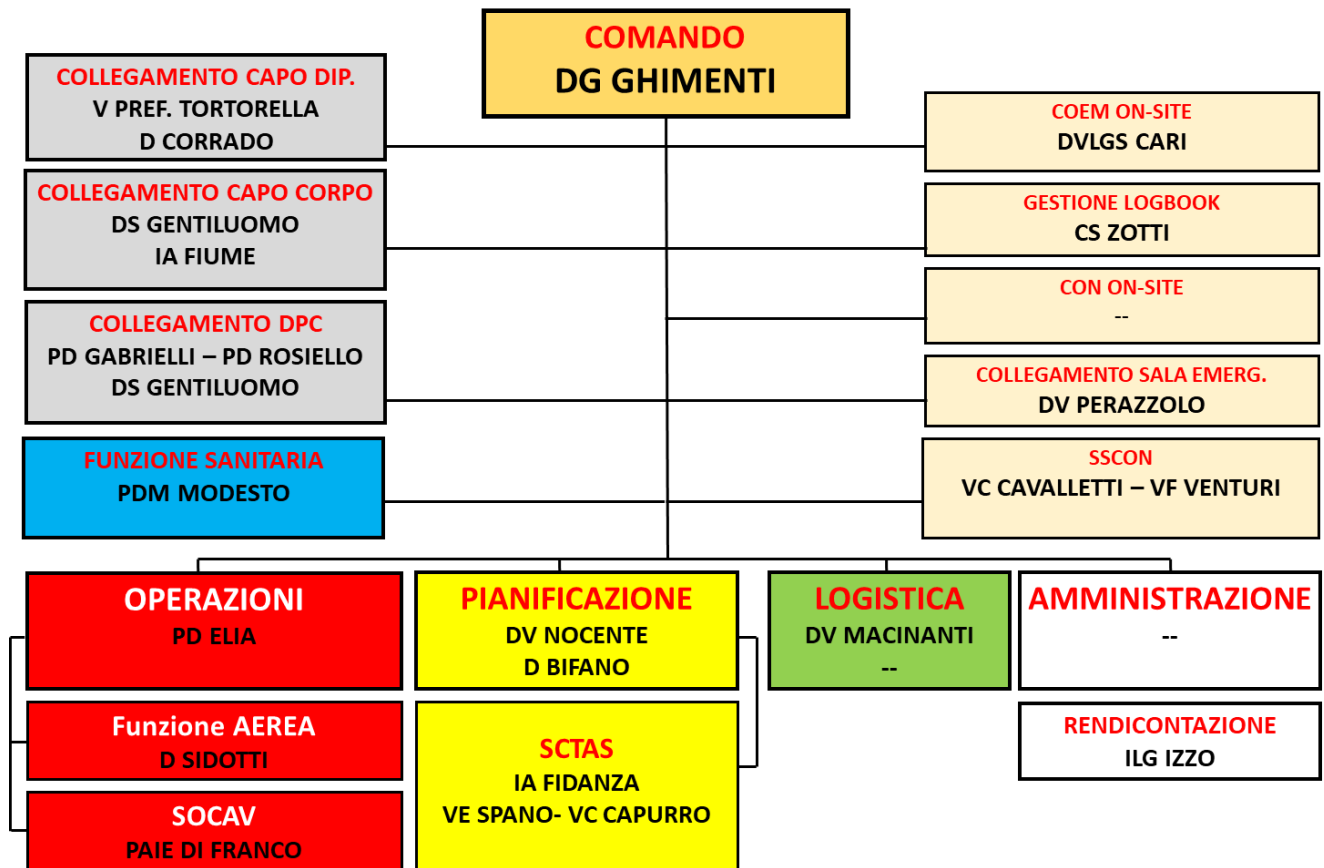 COMANDO
DG GHIMENTI
COLLEGAMENTO CAPO DIP.
V PREF. TORTORELLA
D CORRADO
COLLEGAMENTO CAPO CORPO
DS GENTILUOMO
IA FIUME
COLLEGAMENTO DPC
PD GABRIELLI – PD ROSIELLO
DS GENTILUOMO
FUNZIONE SANITARIA
PDM MODESTO
COEM ON-SITE
DVLGS CARI
GESTIONE LOGBOOK
CS ZOTTI
CON ON-SITE
--
COLLEGAMENTO SALA EMERG.
DV PERAZZOLO
SSCON
VC CAVALLETTI – VF VENTURI
OPERAZIONI
PD ELIA
Funzione AEREA
D SIDOTTI
SOCAV
PAIE DI FRANCO
PIANIFICAZIONE
DV NOCENTE
D BIFANO
SCTAS
IA FIDANZA
VE SPANO- VC CAPURRO
LOGISTICA
DV MACINANTI
--
AMMINISTRAZIONE
--
RENDICONTAZIONE
ILG IZZO